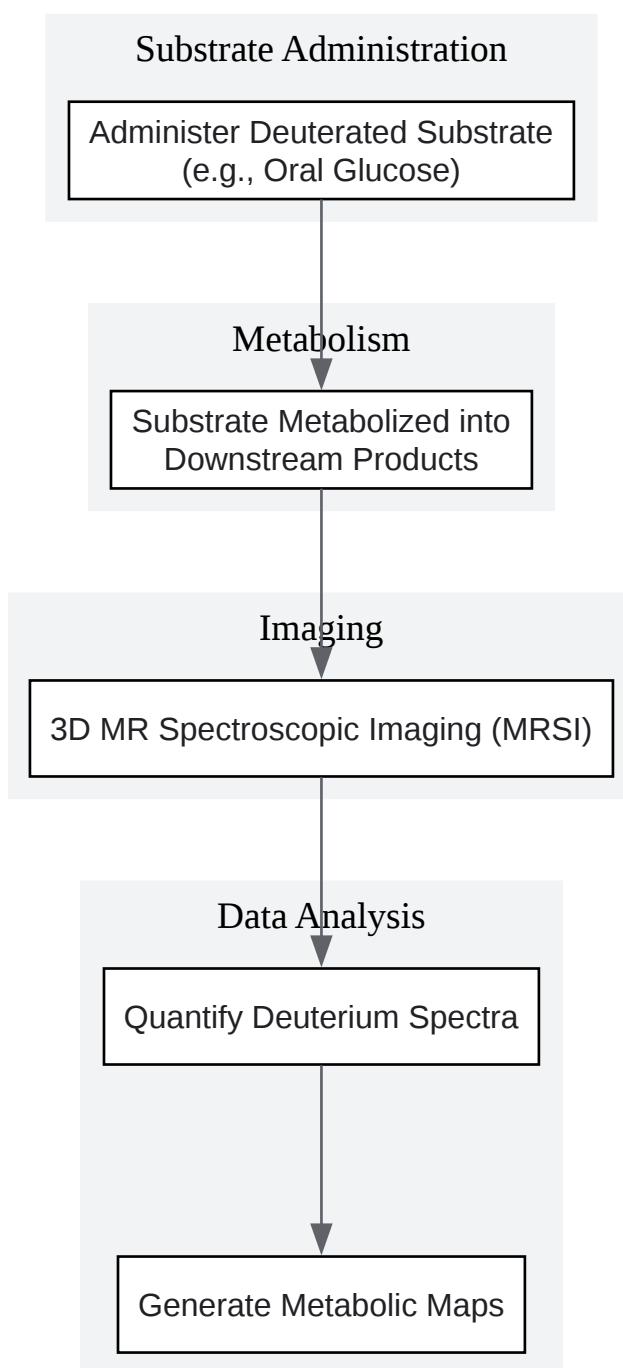 Substrate Administration
Administer Deuterated Substrate
(e.g., Oral Glucose)
Metabolism
Substrate Metabolized into
Downstream Products
Imaging
3D MR Spectroscopic Imaging (MRSI)
Data Analysis
Quantify Deuterium Spectra
Generate Metabolic Maps